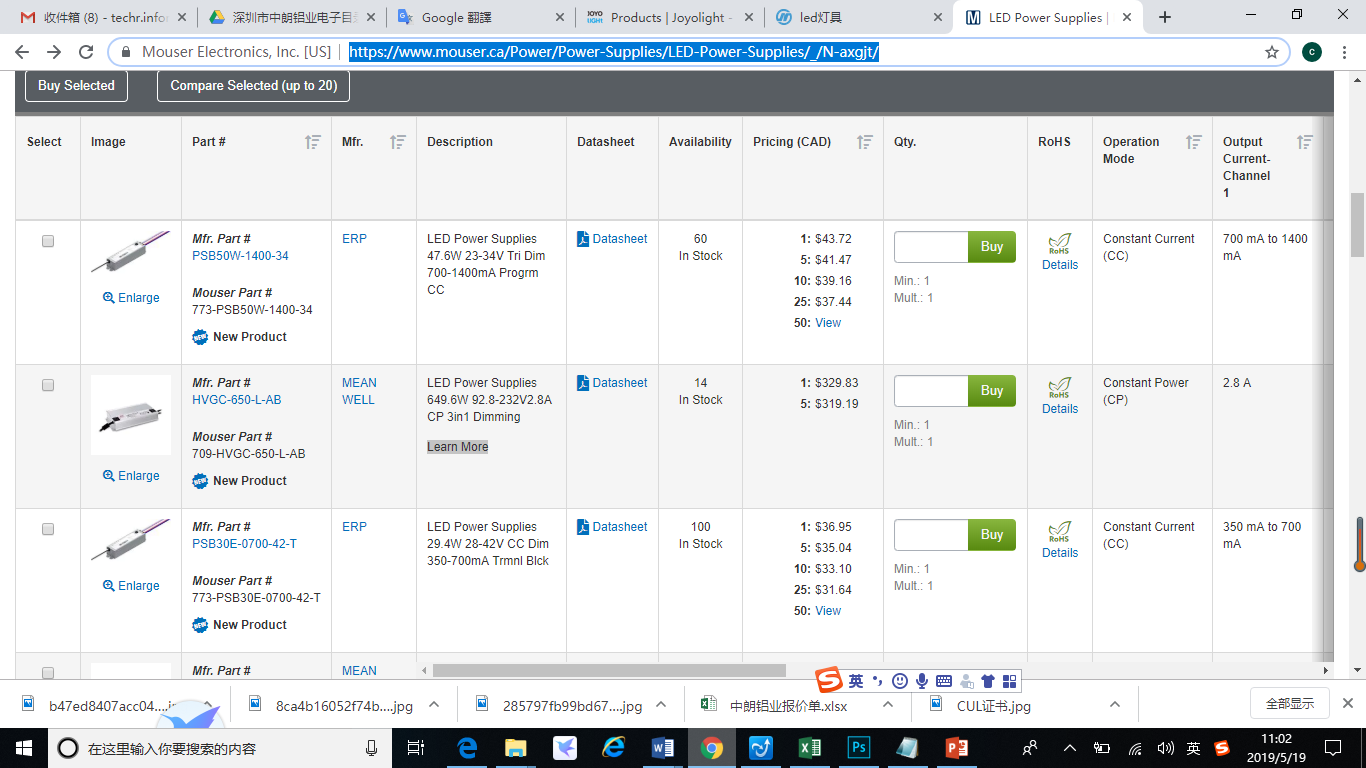 收件箱 (8) - techr.infor
深圳市中朗铝业电子目录
Google 翻譯
JOYO LIGHT Products | Joyolight -
led灯具
LED Power Supplies |
Mouser Electronics, Inc. [US] | https://www.mouser.ca/Power/Power-Supplies/LED-Power-Supplies/_/N-axgjt/
c
Buy Selected
Compare Selected (up to 20)
Select Image Part # Mfr. Description Datasheet Availability Pricing (CAD) Qty. RoHS Operation Mode Output Current-Channel 1
Enlarge
Mfr. Part #
PSB50W-1400-34
Mouser Part #
773-PSB50W-1400-34
NEW New Product
ERP
LED Power Supplies
47.6W 23-34V Tri Dim
700-1400mA Progrm
CC
Datasheet
60
In Stock
1: $43.72
5: $41.47
10: $39.16
25: $37.44
50: View
Buy
Min.: 1
Mult.: 1
RoHS
Details
Constant Current
(CC)
700 mA to 1400
mA
Enlarge
Mfr. Part #
HVGC-650-L-AB
Mouser Part #
709-HVGC-650-L-AB
NEW New Product
MEAN
WELL
LED Power Supplies
649.6W 92.8-232V2.8A
CP 3in1 Dimming
Learn More
Datasheet
14
In Stock
1: $329.83
5: $319.19
Buy
Min.: 1
Mult.: 1
RoHS
Details
Constant Power
(CP)
2.8 A
Enlarge
Mfr. Part #
PSB30E-0700-42-T
Mouser Part #
773-PSB30E-0700-42-T
NEW New Product
ERP
LED Power Supplies
29.4W 28-42V CC Dim
350-700mA Trmnl Blck
Datasheet
100
In Stock
1: $36.95
5: $35.04
10: $33.10
25: $31.64
50: View
Buy
Min.: 1
Mult.: 1
RoHS
Details
Constant Current
(CC)
350 mA to 700
mA
Mfr. Part #
MEAN
S 英
b47ed8407acc04....jpg
8ca4b16052f74b....jpg
285797fb99bd67....jpg
中朗铝业报价单.xlsx
CUL证书.jpg
全部显示
在这里输入你要搜索的内容
Ps
英
11:02
2019/5/19